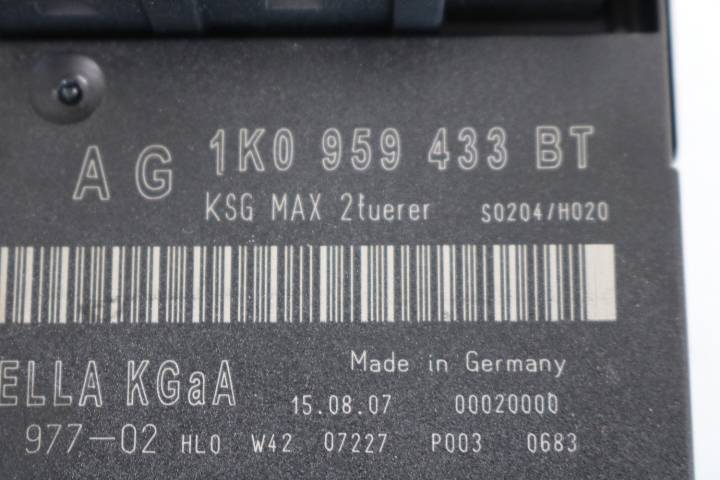 AG 1K0 959 433 BT
KSG MAX 2tuerer S0204/H020
Made in Germany
ELLA KGaA 15.08.07 00020000
977-02 HL0 W42 07227 P003 0683